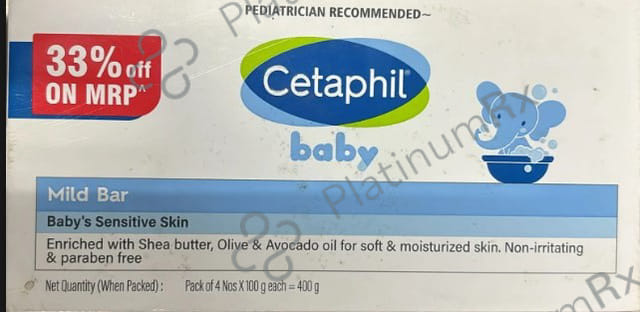 PEDIATRICIAN RECOMMENDED~
33% off
ON MRP^
Cetaphil®
baby
Mild Bar
Baby's Sensitive Skin
Enriched with Shea butter, Olive & Avocado oil for soft & moisturized skin. Non-irritating
& paraben free
Net Quantity (When Packed) : Pack of 4 Nos X 100 g each = 400 g
PlatinumRx
PlatinumRx